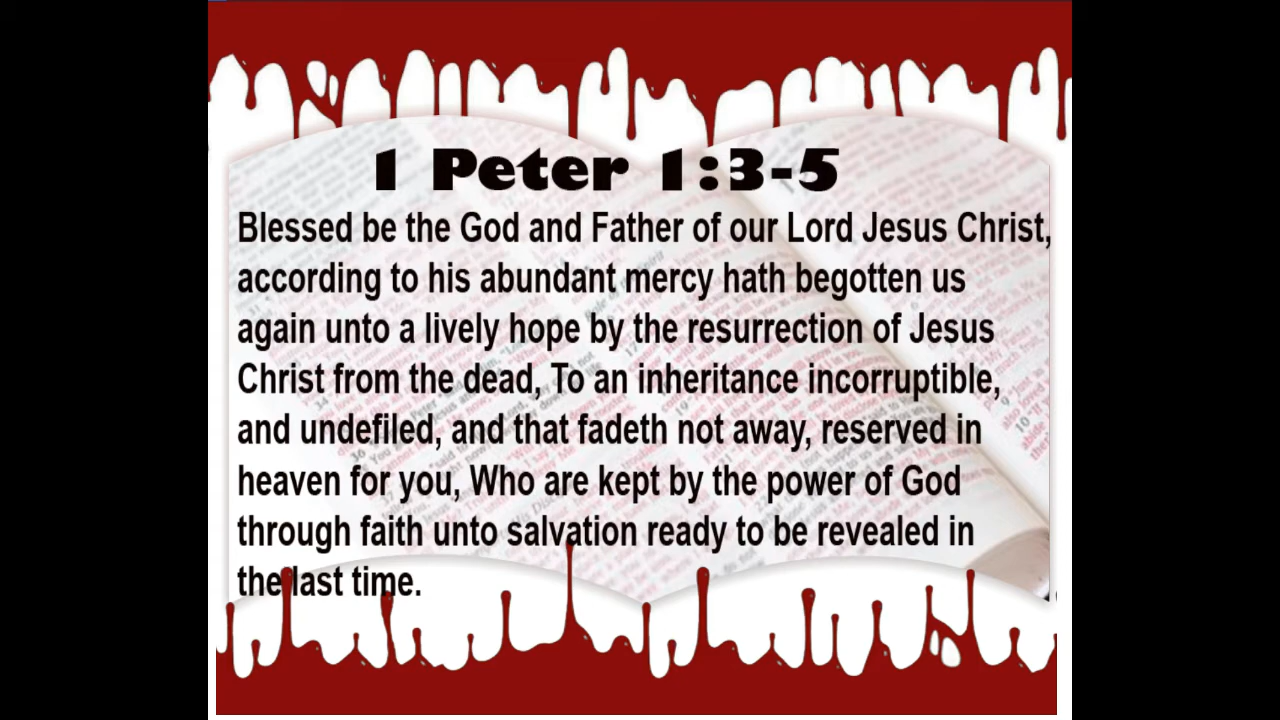 1 Peter 1:3-5
Blessed be the God and Father of our Lord Jesus Christ,
according to his abundant mercy hath begotten us
again unto a lively hope by the resurrection of Jesus
Christ from the dead, To an inheritance incorruptible,
and undefiled, and that fadeth not away, reserved in
heaven for you, Who are kept by the power of God
through faith unto salvation ready to be revealed in
the last time.